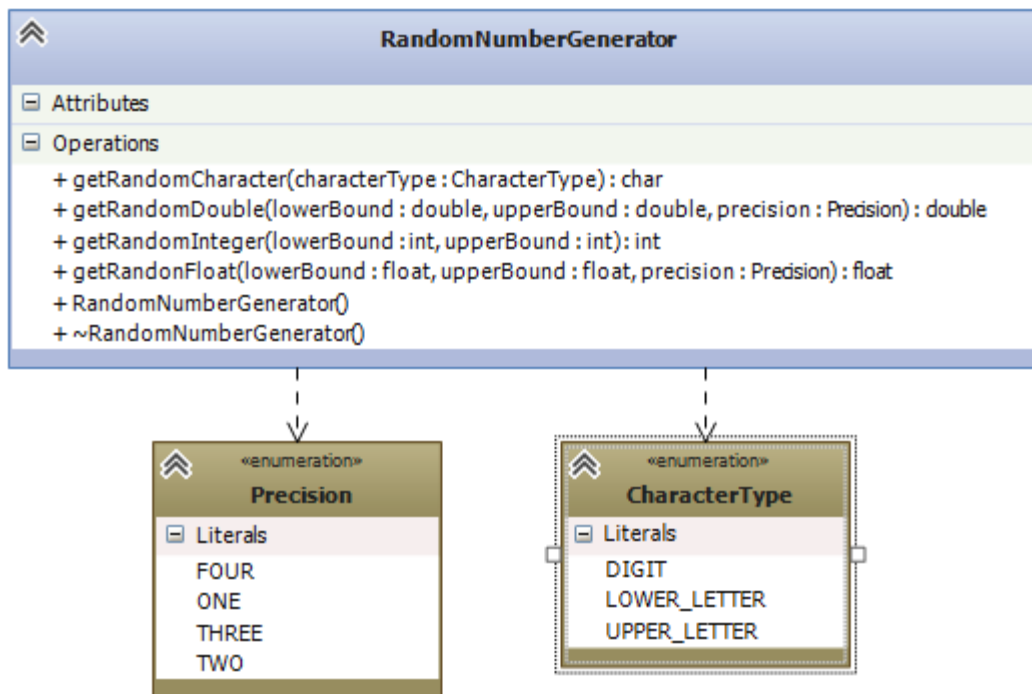 RandomNumberGenerator
Attributes
Operations
+ getRandomCharacter(characterType : CharacterType) : char
+ getRandomDouble(lowerBound : double, upperBound : double, precision : Precision) : double
+ getRandomInteger(lowerBound : int, upperBound : int) : int
+ getRandonFloat(lowerBound : float, upperBound : float, precision : Precision) : float
+ RandomNumberGenerator()
+ ~RandomNumberGenerator()
«enumeration»
Precision
Literals
FOUR
ONE
THREE
TWO
«enumeration»
CharacterType
Literals
DIGIT
LOWER_LETTER
UPPER_LETTER